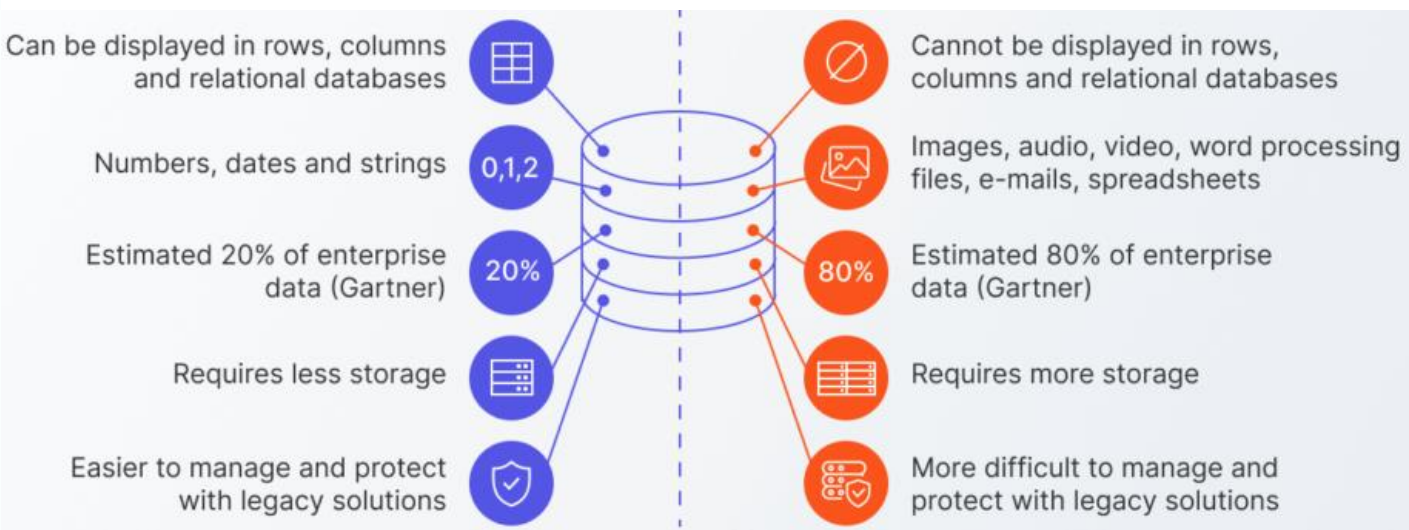 Can be displayed in rows, columns
and relational databases
Numbers, dates and strings
0,1,2
Estimated 20% of enterprise
data (Gartner)
20%
Requires less storage
Easier to manage and protect
with legacy solutions
Cannot be displayed in rows,
columns and relational databases
Images, audio, video, word processing
files, e-mails, spreadsheets
80%
Estimated 80% of enterprise
data (Gartner)
Requires more storage
More difficult to manage and
protect with legacy solutions